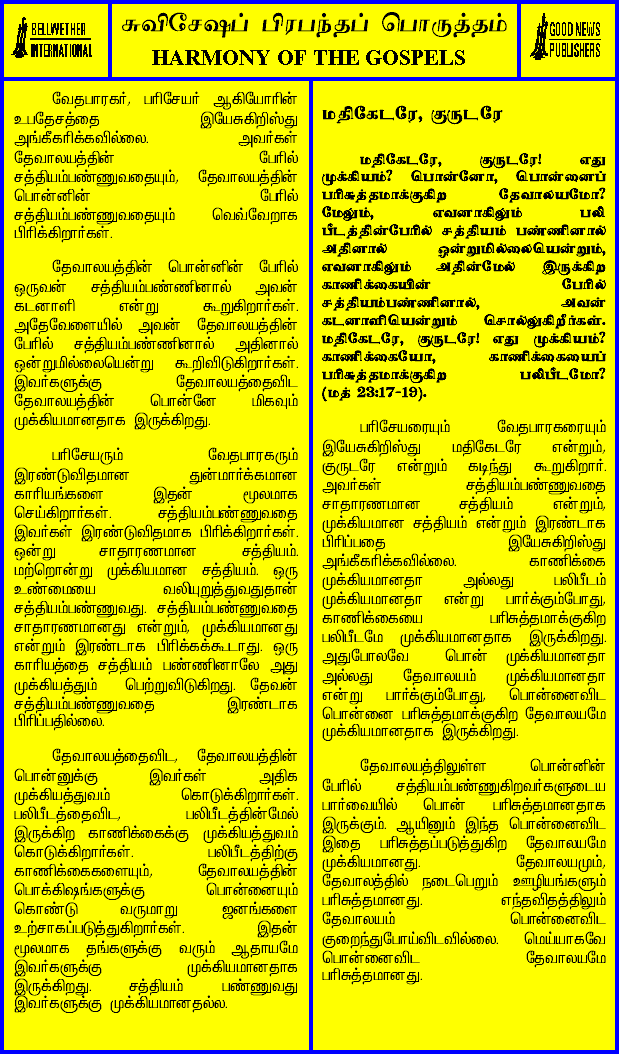 BELLWETHER
INTERNATIONAL
சுவிசேஷப் பிரபந்தப் பொருத்தம்
HARMONY OF THE GOSPELS
GOOD NEWS
PUBLISHERS
வேதபாரகர், பரிசேயர் ஆகியோரின்
உபதேசத்தை இயேசுகிறிஸ்து
அங்கீகரிக்கவில்லை. அவர்கள்
தேவாலயத்தின் பேரில்
சத்தியம்பண்ணுவதையும், தேவாலயத்தின்
பொன்னின் பேரில்
சத்தியம்பண்ணுவதையும் வெவ்வேறாக
பிரிக்கிறார்கள்.
தேவாலயத்தின் பொன்னின் பேரில்
ஒருவன் சத்தியம்பண்ணினால் அவன்
கடனாளி என்று கூறுகிறார்கள்.
அதேவேளையில் அவன் தேவாலயத்தின்
பேரில் சத்தியம்பண்ணினால் அதினால்
ஒன்றுமில்லையென்று கூறிவிடுகிறார்கள்.
இவர்களுக்கு தேவாலயத்தைவிட
தேவாலயத்தின் பொன்னே மிகவும்
முக்கியமானதாக இருக்கிறது.
பரிசேயரும் வேதபாரகரும்
இரண்டுவிதமான துன்மார்க்கமான
காரியங்களை இதன் மூலமாக
செய்கிறார்கள். சத்தியம்பண்ணுவதை
இவர்கள் இரண்டுவிதமாக பிரிக்கிறார்கள்.
ஒன்று சாதாரணமான சத்தியம்.
மற்றொன்று முக்கியமான சத்தியம். ஒரு
உண்மையை வலியுறுத்துவதுதான்
சத்தியம்பண்ணுவது. சத்தியம்பண்ணுவதை
சாதாரணமானது என்றும், முக்கியமானது
என்றும் இரண்டாக பிரிக்கக்கூடாது. ஒரு
காரியத்தை சத்தியம் பண்ணினாலே அது
முக்கியத்தும் பெற்றுவிடுகிறது. தேவன்
சத்தியம்பண்ணுவதை இரண்டாக
பிரிப்பதில்லை.
தேவாலயத்தைவிட, தேவாலயத்தின்
பொன்னுக்கு இவர்கள் அதிக
முக்கியத்துவம் கொடுக்கிறார்கள்.
பலிபீடத்தைவிட, பலிபீடத்தின்மேல்
இருக்கிற காணிக்கைக்கு முக்கியத்துவம்
கொடுக்கிறார்கள். பலிபீடத்திற்கு
காணிக்கைகளையும், தேவாலயத்தின்
பொக்கிஷங்களுக்கு பொன்னையும்
கொண்டு வருமாறு ஜனங்களை
உற்சாகப்படுத்துகிறார்கள். இதன்
மூலமாக தங்களுக்கு வரும் ஆதாயமே
இவர்களுக்கு முக்கியமானதாக
இருக்கிறது. சத்தியம் பண்ணுவது
இவர்களுக்கு முக்கியமானதல்ல.
மதிகேடரே, குருடரே
மதிகேடரே, குருடரே! எது
முக்கியம்? பொன்னோ, பொன்னைப்
பரிசுத்தமாக்குகிற தேவாலயமோ?
மேலும், எவனாகிலும் பலி
பீடத்தின்பேரில் சத்தியம் பண்ணினால்
அதினால் ஒன்றுமில்லையென்றும்,
எவனாகிலும் அதின்மேல் இருக்கிற
காணிக்கையின் பேரில்
சத்தியம்பண்ணினால், அவன்
கடனாளியென்றும் சொல்லுகிறீர்கள்.
மதிகேடரே, குருடரே! எது முக்கியம்?
காணிக்கையோ, காணிக்கையைப்
பரிசுத்தமாக்குகிற பலிபீடமோ?
(மத் 23:17-19).
பரிசேயரையும் வேதபாரகரையும்
இயேசுகிறிஸ்து மதிகேடரே என்றும்,
குருடரே என்றும் கடிந்து கூறுகிறார்.
அவர்கள் சத்தியம்பண்ணுவதை
சாதாரணமான சத்தியம் என்றும்,
முக்கியமான சத்தியம் என்றும் இரண்டாக
பிரிப்பதை இயேசுகிறிஸ்து
அங்கீகரிக்கவில்லை. காணிக்கை
முக்கியமானதா அல்லது பலிபீடம்
முக்கியமானதா என்று பார்க்கும்போது,
காணிக்கையை பரிசுத்தமாக்குகிற
பலிபீடமே முக்கியமானதாக இருக்கிறது.
அதுபோலவே பொன் முக்கியமானதா
அல்லது தேவாலயம் முக்கியமானதா
என்று பார்க்கும்போது, பொன்னைவிட
பொன்னை பரிசுத்தமாக்குகிற தேவாலயமே
முக்கியமானதாக இருக்கிறது.
தேவாலயத்திலுள்ள பொன்னின்
பேரில் சத்தியம்பண்ணுகிறவர்களுடைய
பார்வையில் பொன் பரிசுத்தமானதாக
இருக்கும். ஆயினும் இந்த பொன்னைவிட
இதை பரிசுத்தப்படுத்துகிற தேவாலயமே
முக்கியமானது. தேவாலயமும்,
தேவாலத்தில் நடைபெறும் ஊழியங்களும்
பரிசுத்தமானது. எந்தவிதத்திலும்
தேவாலயம் பொன்னைவிட
குறைந்துபோய்விடவில்லை. மெய்யாகவே
பொன்னைவிட தேவாலயமே
பரிசுத்தமானது.